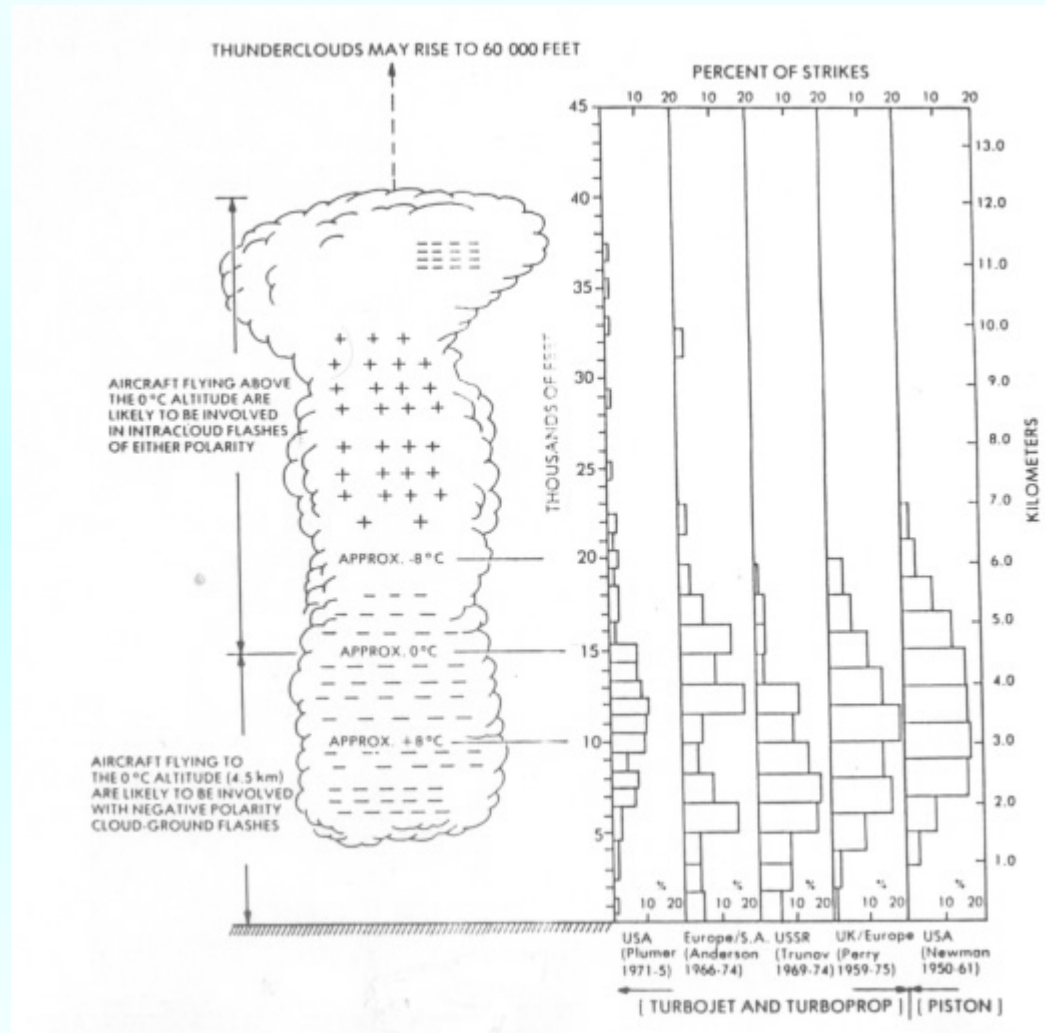 THUNDERCLOUDS MAY RISE TO 60 000 FEET
PERCENT OF STRIKES
10 20 10 20 10 20 10 20 10 20
45
40
35
30
25
20
15
10
5
THOUSANDS OF FEET
13.0
12.0
11.0
10.0
9.0
8.0
7.0
6.0
5.0
4.0
3.0
2.0
1.0
KILOMETERS
AIRCRAFT FLYING ABOVE
THE 0°C ALTITUDE ARE
LIKELY TO BE INVOLVED
IN INTRACLOUD FLASHES
OF EITHER POLARITY
APPROX. -8°C
APPROX. 0°C
APPROX. +8°C
AIRCRAFT FLYING TO
THE 0°C ALTITUDE (4.5 km)
ARE LIKELY TO BE INVOLVED
WITH NEGATIVE POLARITY
CLOUD-GROUND FLASHES
% % % % %
10 20 10 20 10 20 10 20 10 20
USA
(Plumer
1971-5)
Europe/S.A.
(Anderson
1966-74)
USSR
(Trunov
1969-74)
UK/Europe
(Perry
1959-75)
USA
(Newman
1950-61)
[ TURBOJET AND TURBOPROP ] [ PISTON ]